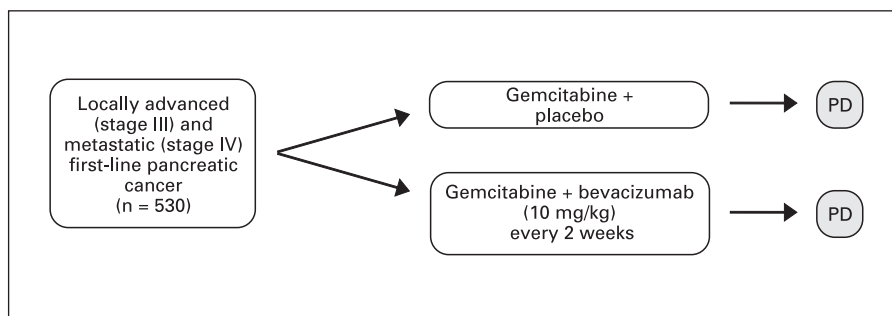 Locally advanced
(stage III) and
metastatic (stage IV)
first-line pancreatic
cancer
(n = 530)
Gemcitabine +
placebo
PD
Gemcitabine + bevacizumab
(10 mg/kg)
every 2 weeks
PD